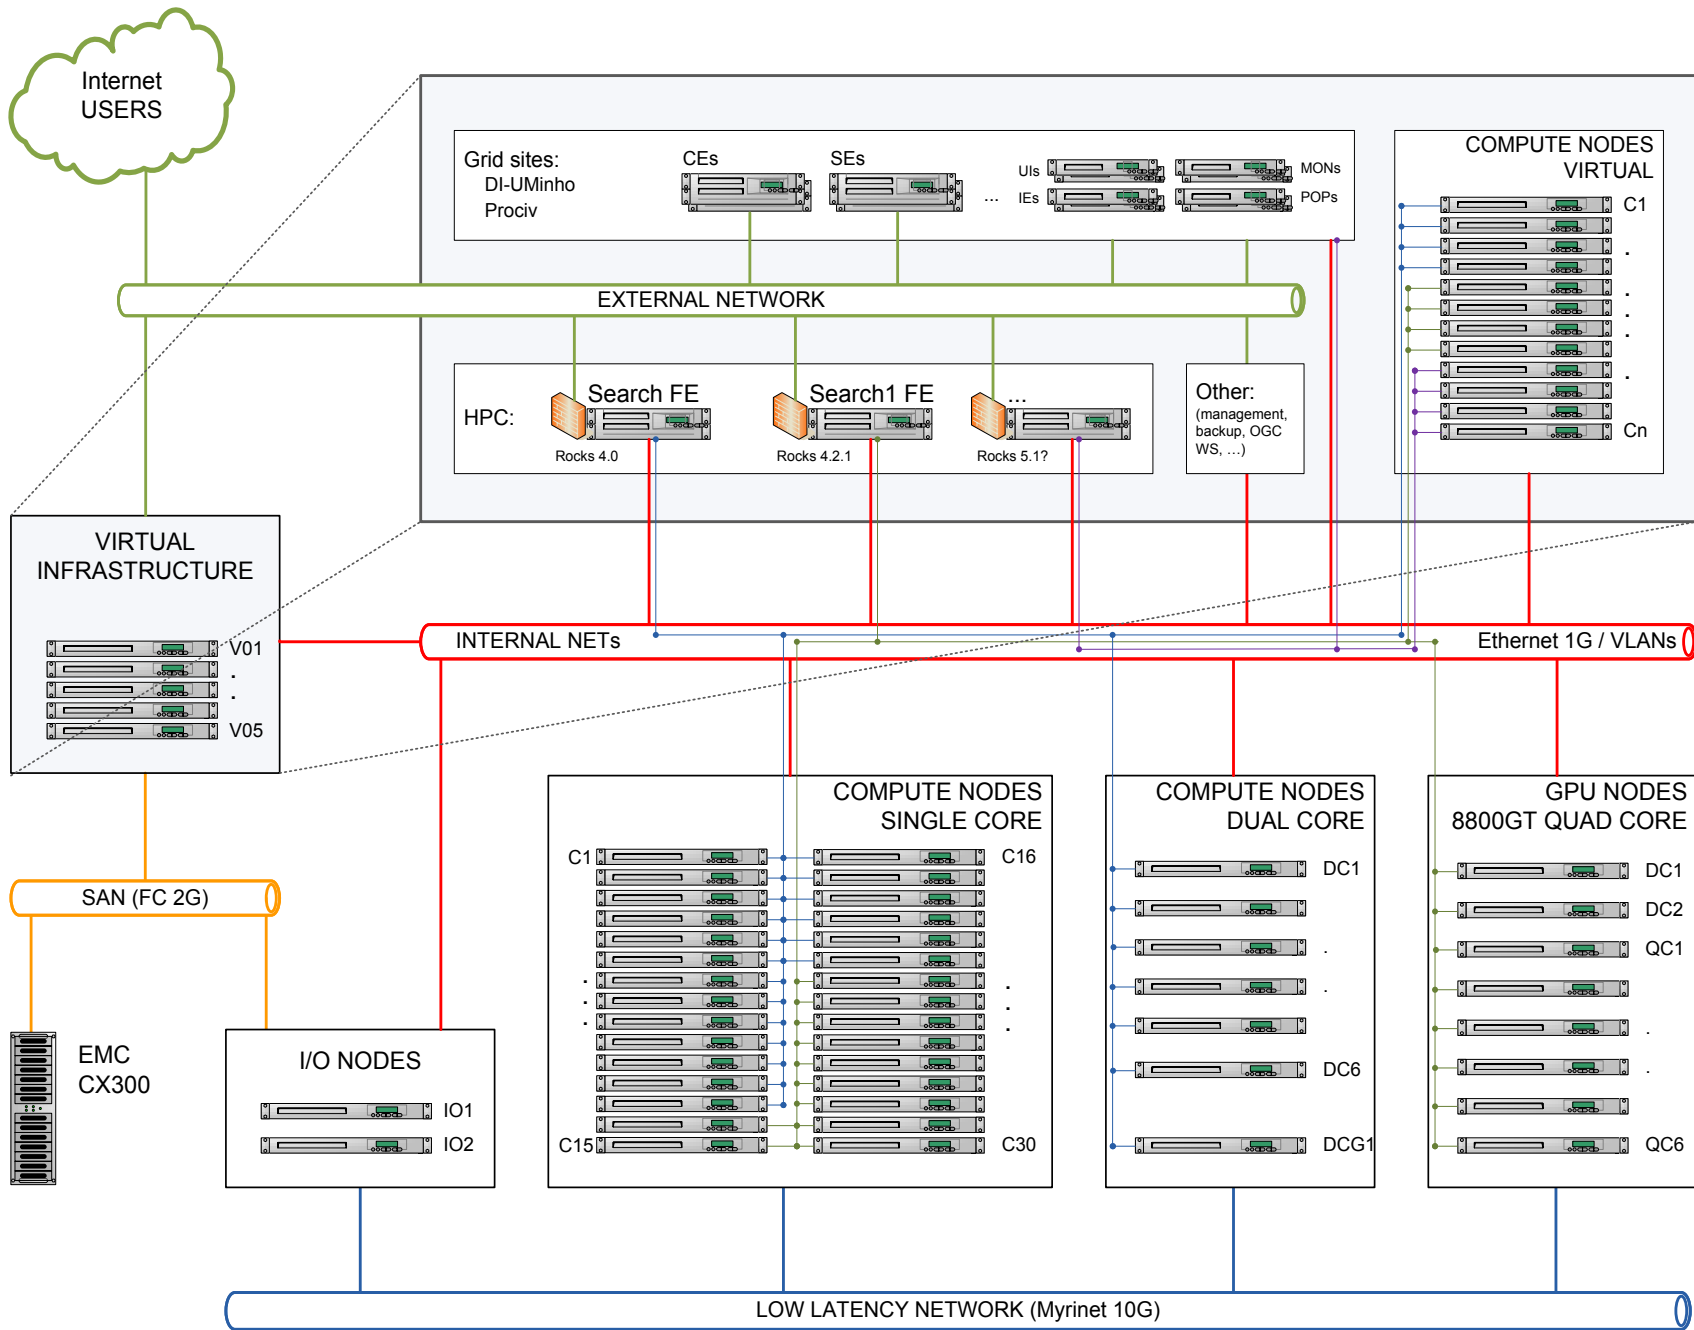 Internet
USERS
Grid sites:
DI-UMinho
Prociv
CEs
SEs
...
UIs
IEs
MONs
POPs
COMPUTE NODES
VIRTUAL
C1
.
.
.
.
.
Cn
EXTERNAL NETWORK
HPC:
Search FE
Rocks 4.0
Search1 FE
Rocks 4.2.1
...
Rocks 5.1?
Other:
(management,
backup, OGC
WS, ...)
VIRTUAL
INFRASTRUCTURE
V01
.
.
V05
INTERNAL NETs
Ethernet 1G / VLANs
SAN (FC 2G)
EMC
CX300
I/O NODES
IO1
IO2
COMPUTE NODES
SINGLE CORE
C1
.
.
.
C15
C16
.
.
.
C30
COMPUTE NODES
DUAL CORE
DC1
.
.
DC6
DCG1
GPU NODES
8800GT QUAD CORE
DC1
DC2
QC1
.
.
QC6
LOW LATENCY NETWORK (Myrinet 10G)